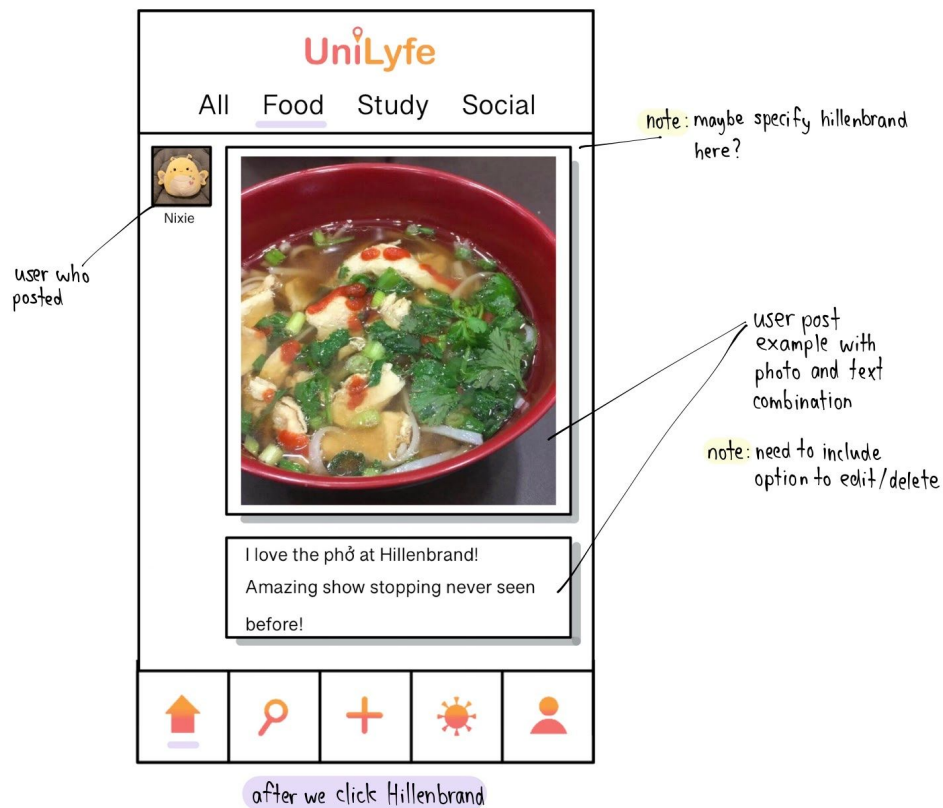 UniLyfe
All Food Study Social
note: maybe specify hillenbrand
here?
Nixie
user who
posted
user post
example with
photo and text
combination
note: need to include
option to edit/delete
I love the phở at Hillenbrand!
Amazing show stopping never seen
before!
after we click Hillenbrand